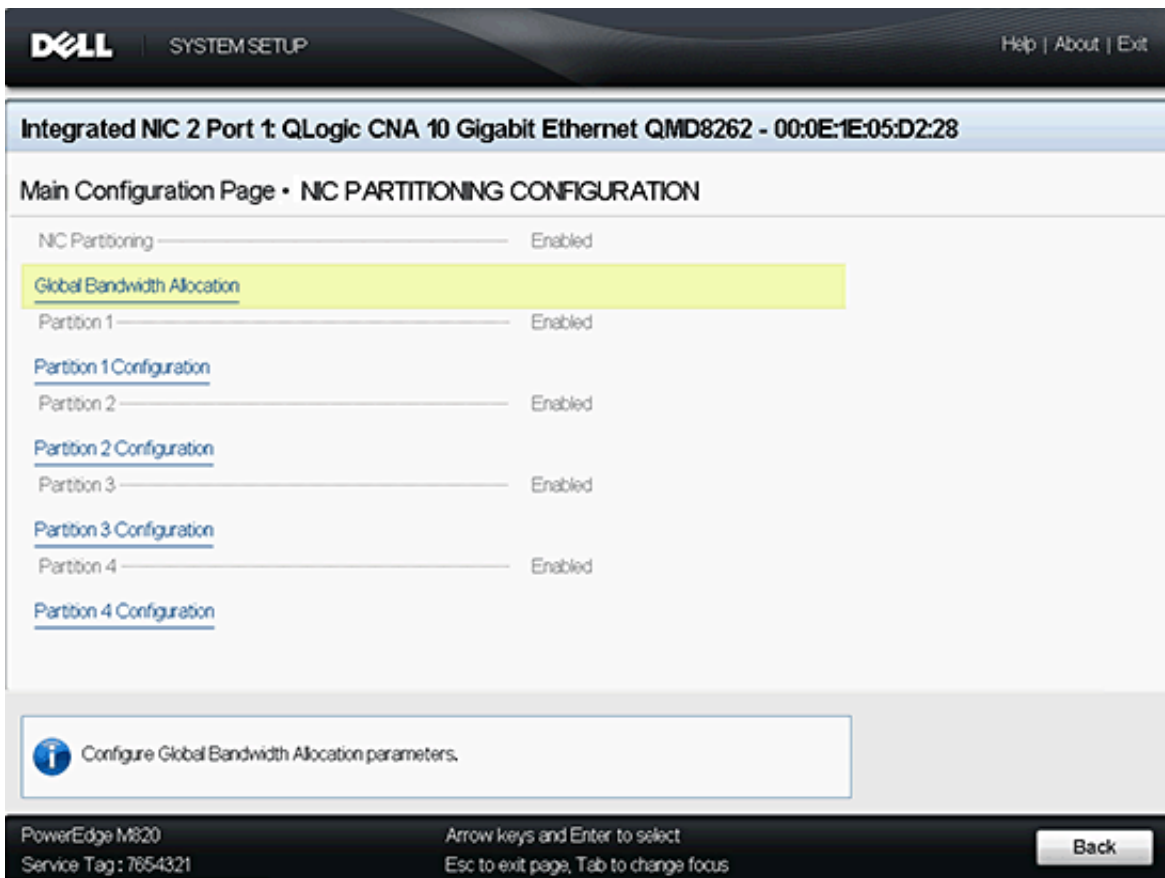 DELL SYSTEM SETUP Help | About | Exit
Integrated NIC 2 Port 1: QLogic CNA 10 Gigabit Ethernet QMD8262 - 00:0E:1E:05:D2:28
Main Configuration Page • NIC PARTITIONING CONFIGURATION
NIC Partitioning Enabled
Global Bandwidth Allocation
Partition 1 Enabled
Partition 1 Configuration
Partition 2 Enabled
Partition 2 Configuration
Partition 3 Enabled
Partition 3 Configuration
Partition 4 Enabled
Partition 4 Configuration
Configure Global Bandwidth Allocation parameters.
PowerEdge M820 Arrow keys and Enter to select
Service Tag : 7654321 Esc to exit page, Tab to change focus
Back